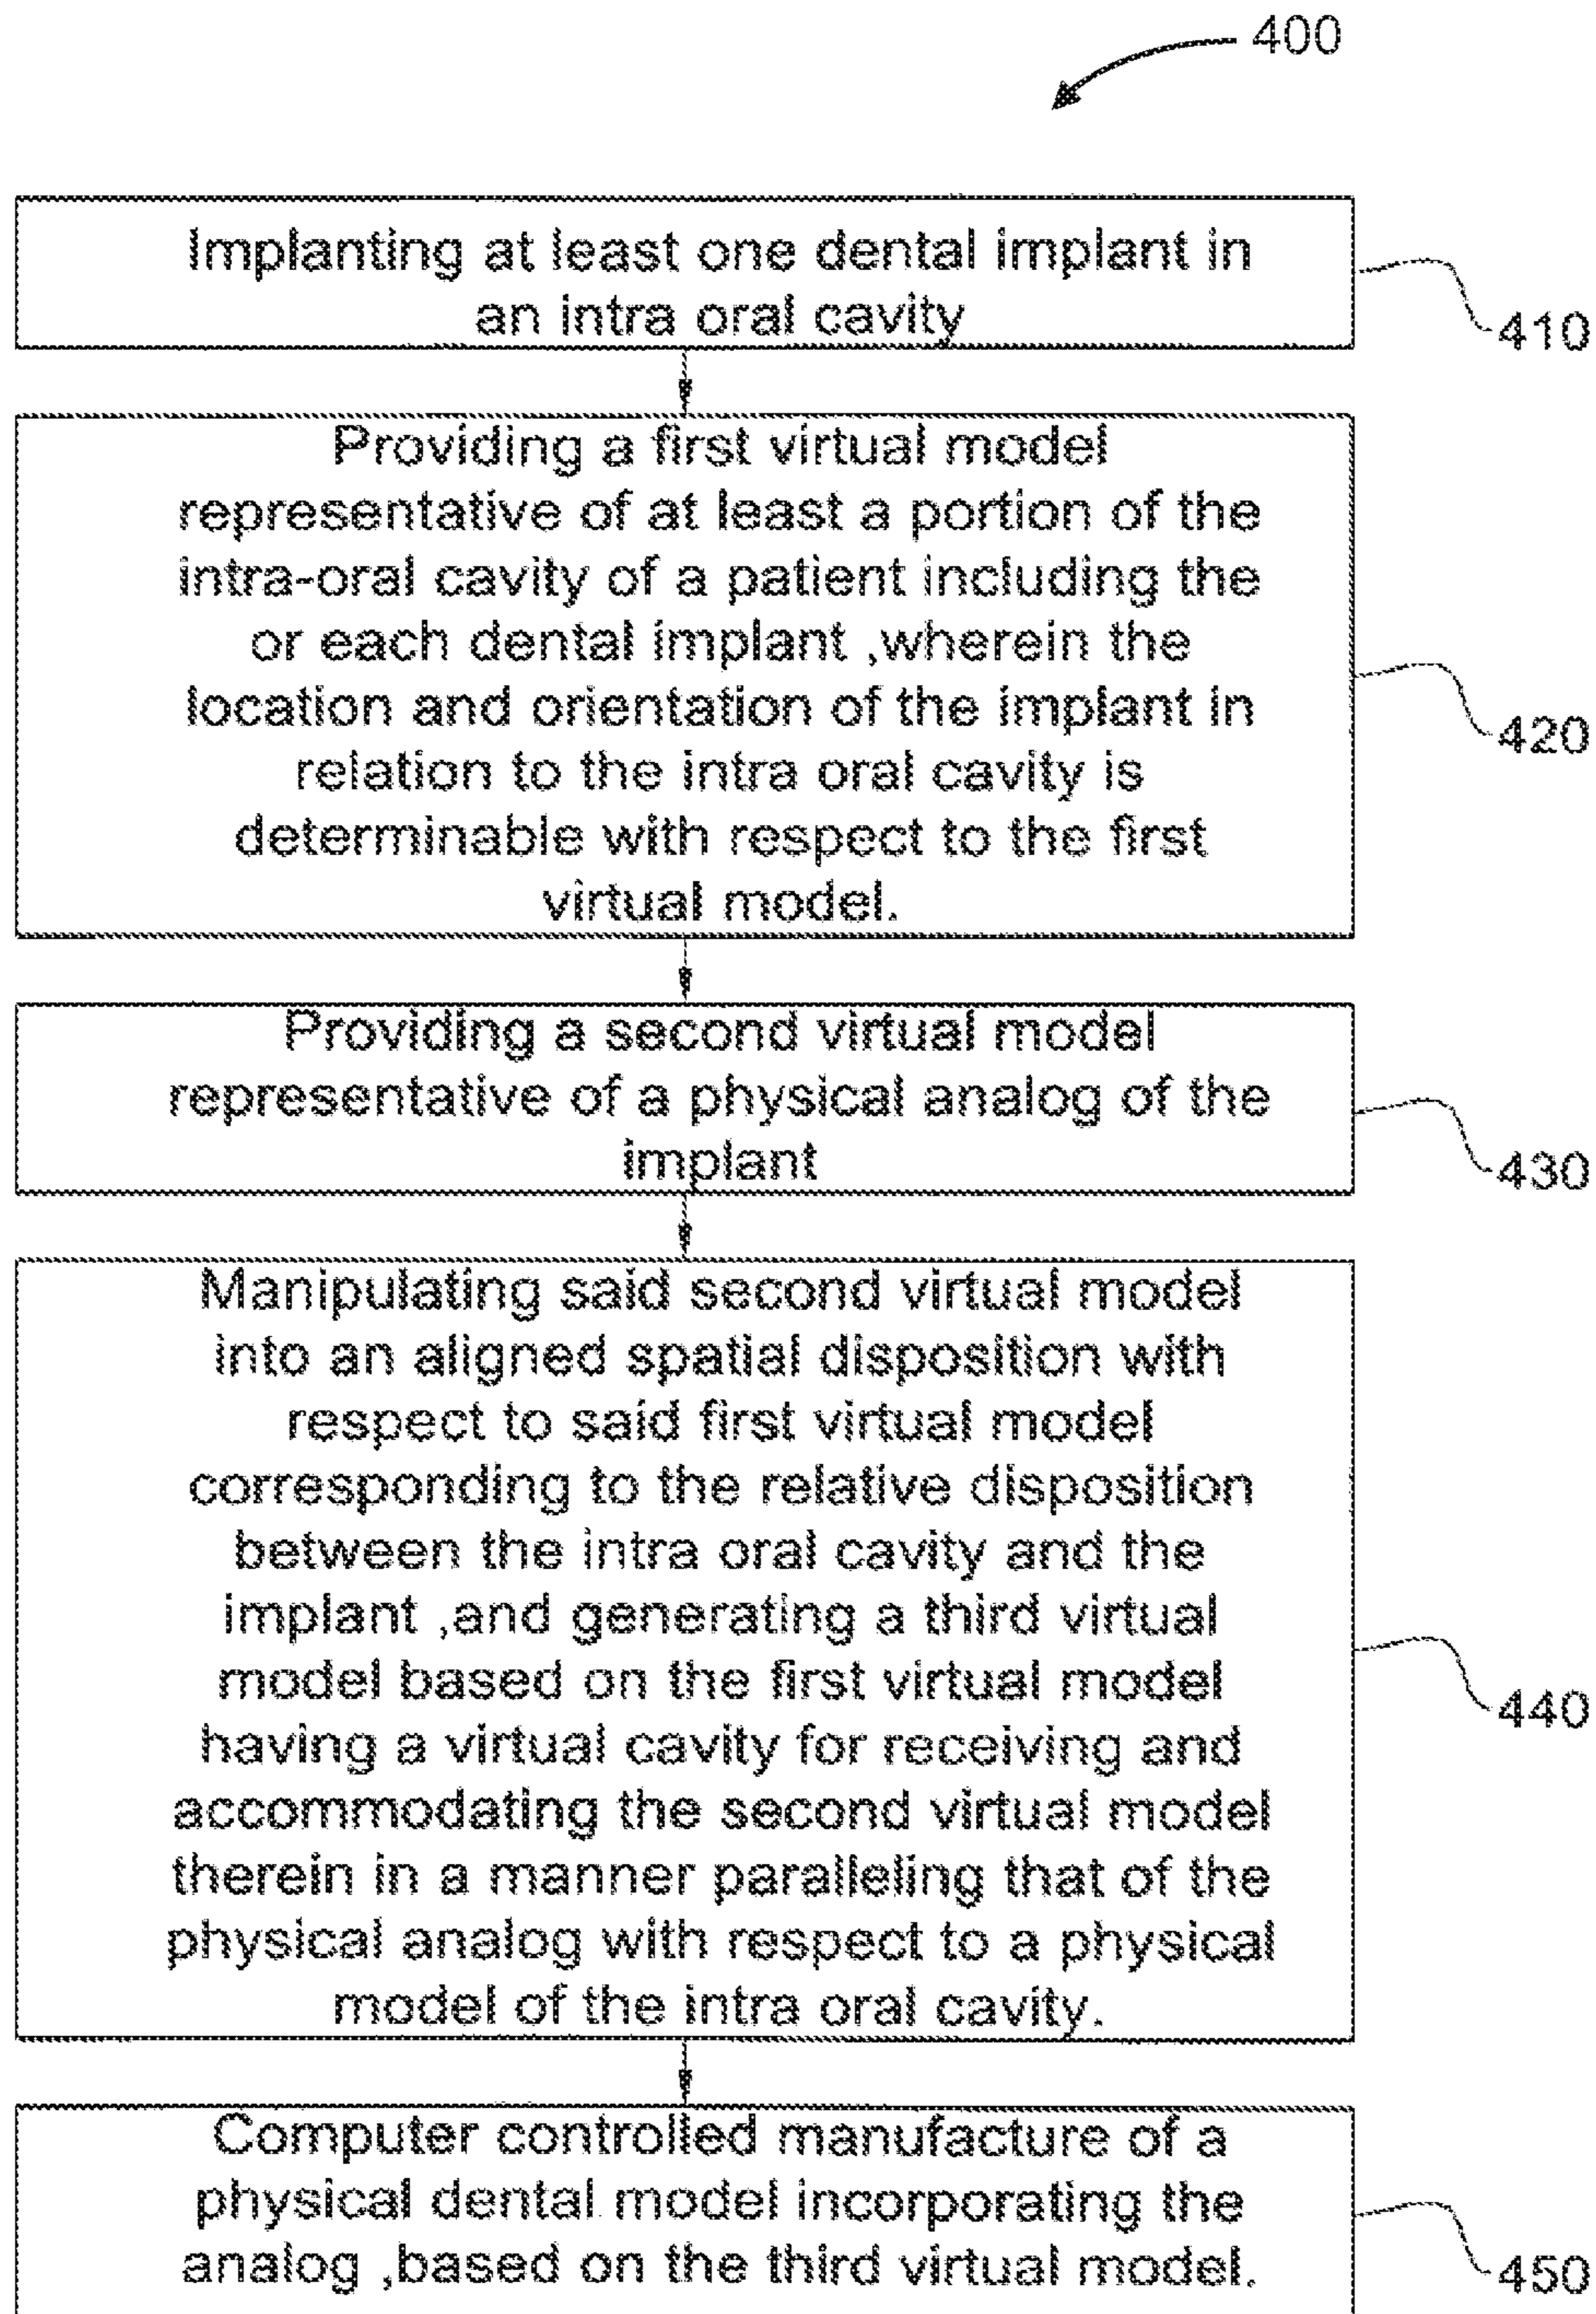 400
Implanting at least one dental implant in
an intra oral cavity
410
Providing a first virtual model
representative of at least a portion of the
intra-oral cavity of a patient including the
or each dental implant ,wherein the
location and orientation of the implant in
relation to the intra oral cavity is
determinable with respect to the first
virtual model.
420
Providing a second virtual model
representative of a physical analog of the
implant
430
Manipulating said second virtual model
into an aligned spatial disposition with
respect to said first virtual model
corresponding to the relative disposition
between the intra oral cavity and the
implant ,and generating a third virtual
model based on the first virtual model
having a virtual cavity for receiving and
accommodating the second virtual model
therein in a manner paralleling that of the
physical analog with respect to a physical
model of the intra oral cavity.
440
Computer controlled manufacture of a
physical dental model incorporating the
analog ,based on the third virtual model.
450